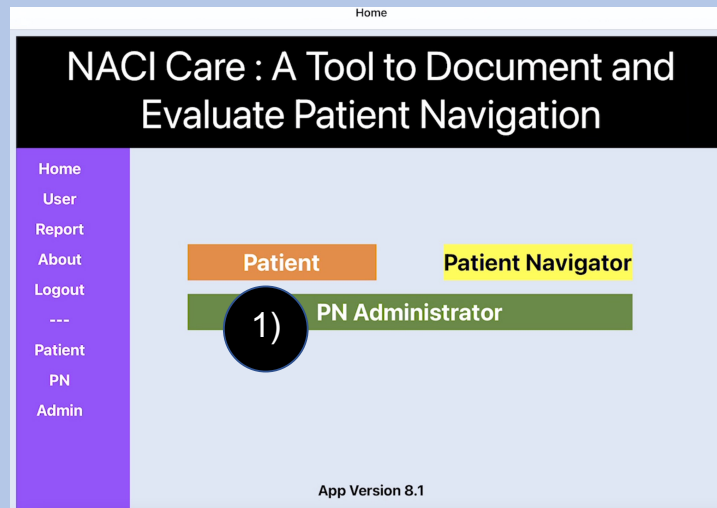 Home
NACI Care : A Tool to Document and
Evaluate Patient Navigation
Home
User
Report
About
Logout
---
Patient
PN
Admin
Patient
Patient Navigator
PN Administrator
1)
App Version 8.1